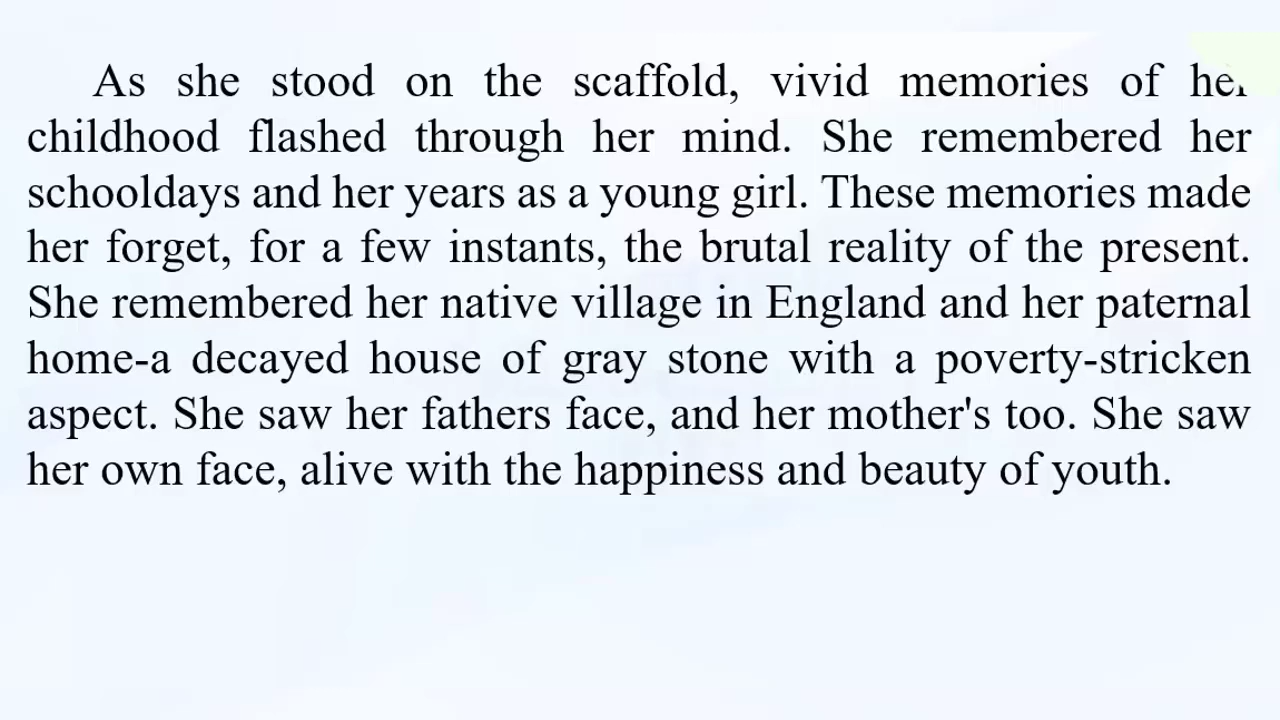 As she stood on the scaffold, vivid memories of her
childhood flashed through her mind. She remembered her
schooldays and her years as a young girl. These memories made
her forget, for a few instants, the brutal reality of the present.
She remembered her native village in England and her paternal
home-a decayed house of gray stone with a poverty-stricken
aspect. She saw her fathers face, and her mother's too. She saw
her own face, alive with the happiness and beauty of youth.